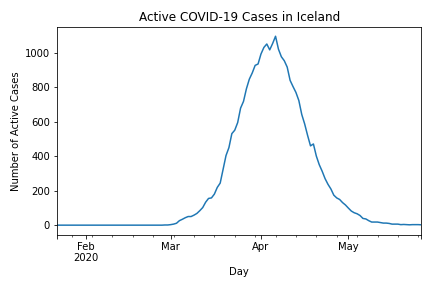 Active COVID-19 Cases in Iceland
Number of Active Cases
1000
800
600
400
200
0
Feb Mar Apr May
2020
Day